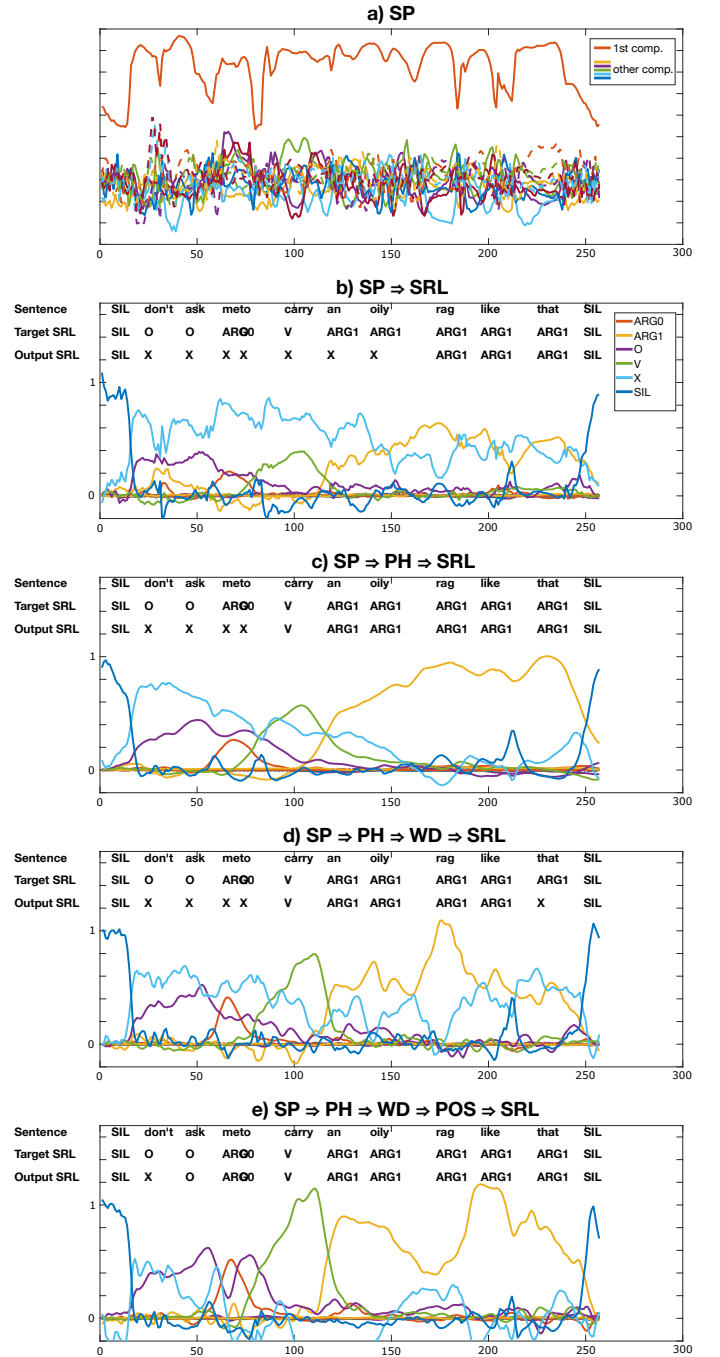 a) SP
1st comp.
other comp.
0 50 100 150 200 250 300
b) SP ⇒ SRL
Sentence SIL don't ask meto carry an oily rag like that SIL
Target SRL SIL O O ARG0 O V ARG1 ARG1 ARG1 ARG1 ARG1 SIL
Output SRL SIL X X X X X X X ARG1 ARG1 ARG1 SIL
ARG0
ARG1
O
V
X
SIL
1
0
0 50 100 150 200 250 300
c) SP ⇒ PH ⇒ SRL
Sentence SIL don't ask meto carry an oily rag like that SIL
Target SRL SIL O O ARG0 O V ARG1 ARG1 ARG1 ARG1 ARG1 SIL
Output SRL SIL X X X X V ARG1 ARG1 ARG1 ARG1 ARG1 SIL
1
0
0 50 100 150 200 250 300
d) SP ⇒ PH ⇒ WD ⇒ SRL
Sentence SIL don't ask meto carry an oily rag like that SIL
Target SRL SIL O O ARG0 O V ARG1 ARG1 ARG1 ARG1 ARG1 SIL
Output SRL SIL X X X X V ARG1 ARG1 ARG1 ARG1 X SIL
1
0
0 50 100 150 200 250 300
e) SP ⇒ PH ⇒ WD ⇒ POS ⇒ SRL
Sentence SIL don't ask meto carry an oily rag like that SIL
Target SRL SIL O O ARG0 O V ARG1 ARG1 ARG1 ARG1 ARG1 SIL
Output SRL SIL X O ARG0 O V ARG1 ARG1 ARG1 ARG1 ARG1 SIL
1
0
0 50 100 150 200 250 300